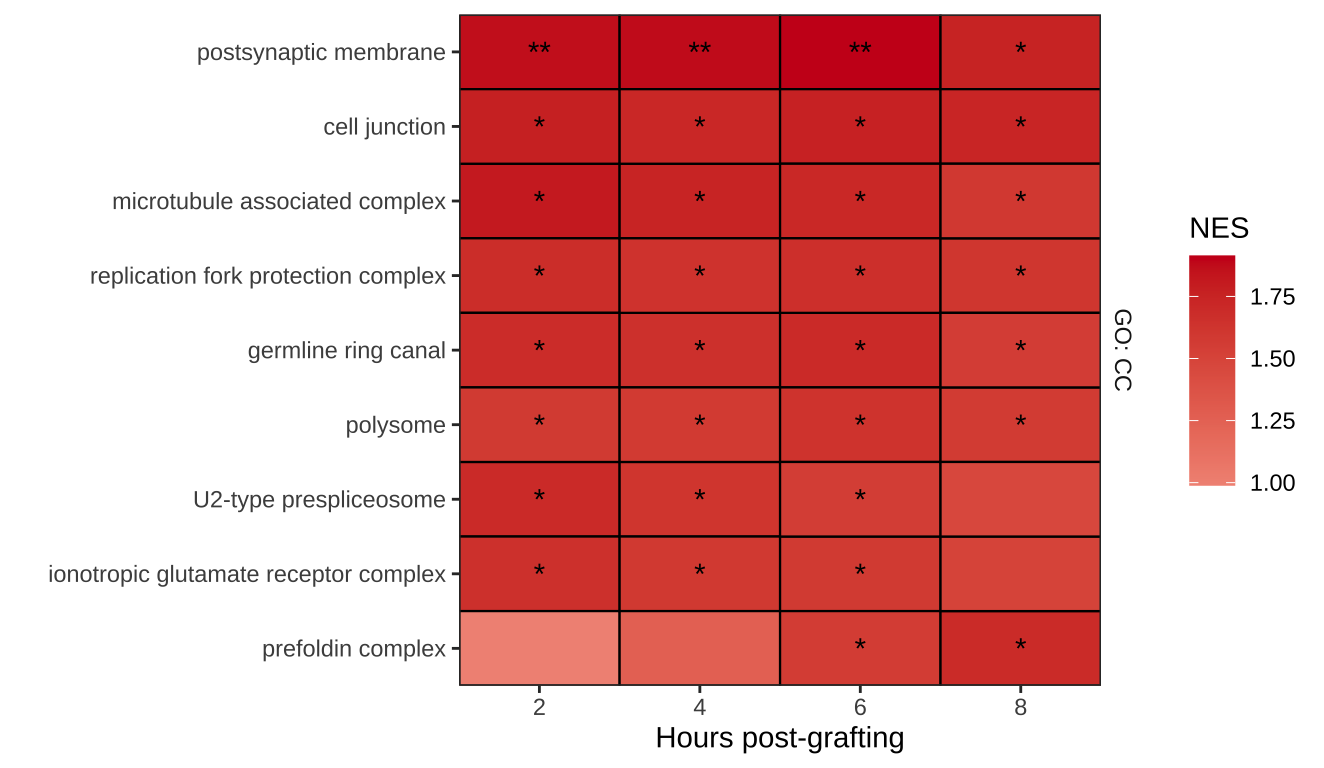 postsynaptic membrane ** ** ** *
cell junction * * * *
microtubule associated complex * * * *
replication fork protection complex * * * *
germline ring canal * * * *
polysome * * * *
U2-type prespliceosome * * *
ionotropic glutamate receptor complex * * *
prefoldin complex * *
2 4 6 8
Hours post-grafting
GO: CC
NES
1.75
1.50
1.25
1.00